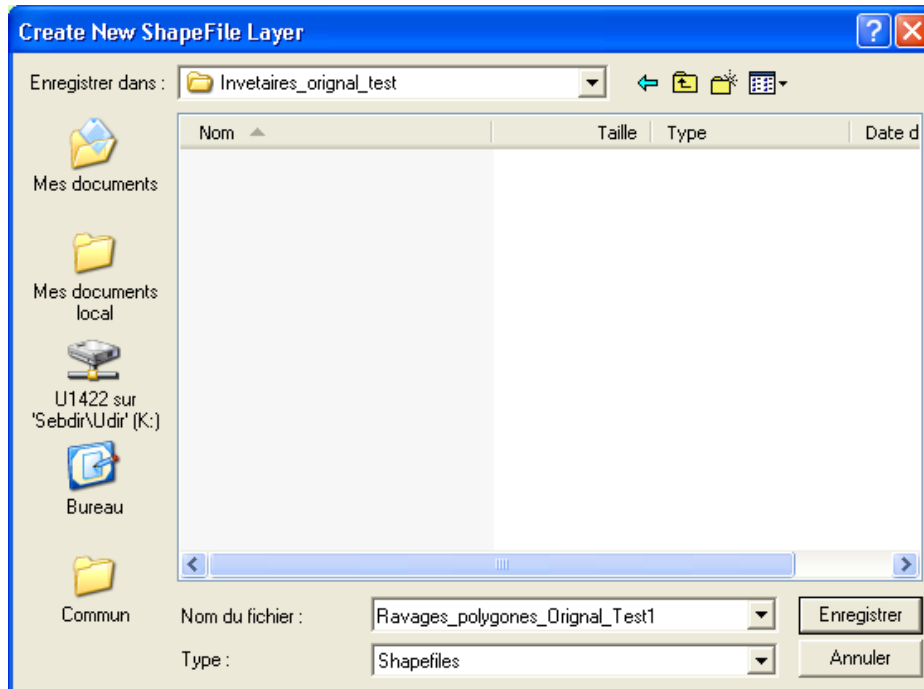 Create New ShapeFile Layer
Enregistrer dans :
Invetaires_orignal_test
Nom
Taille
Type
Date d
Mes documents
Mes documents
local
U1422 sur
'Sebdir\Udir' (K:)
Bureau
Commun
Nom du fichier :
Ravages_polygones_Orignal_Test1
Enregistrer
Type :
Shapefiles
Annuler